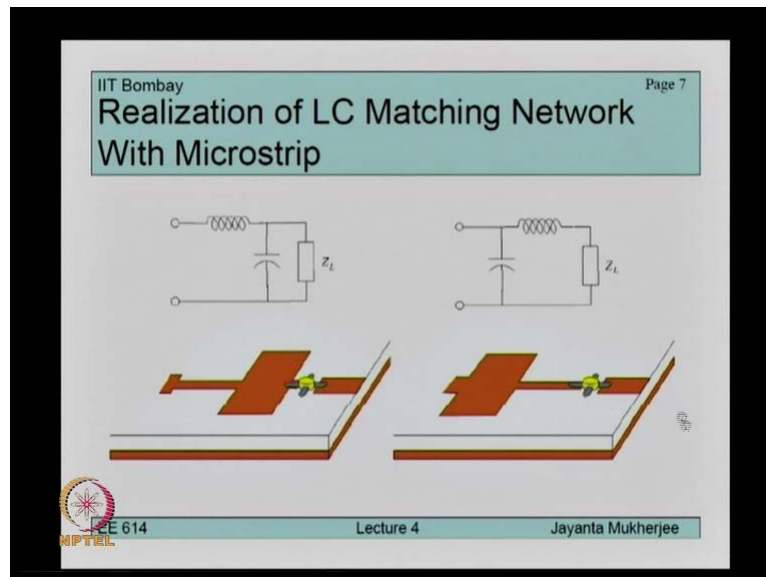 IIT Bombay
Page 7
Realization of LC Matching Network
With Microstrip
Z_L
Z_L
EE 614
Lecture 4
Jayanta Mukherjee
NPTEL